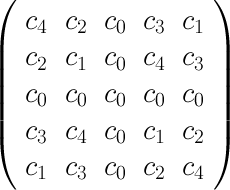 c₄ c₂ c₀ c₃ c₁
c₂ c₁ c₀ c₄ c₃
c₀ c₀ c₀ c₀ c₀
c₃ c₄ c₀ c₁ c₂
c₁ c₃ c₀ c₂ c₄